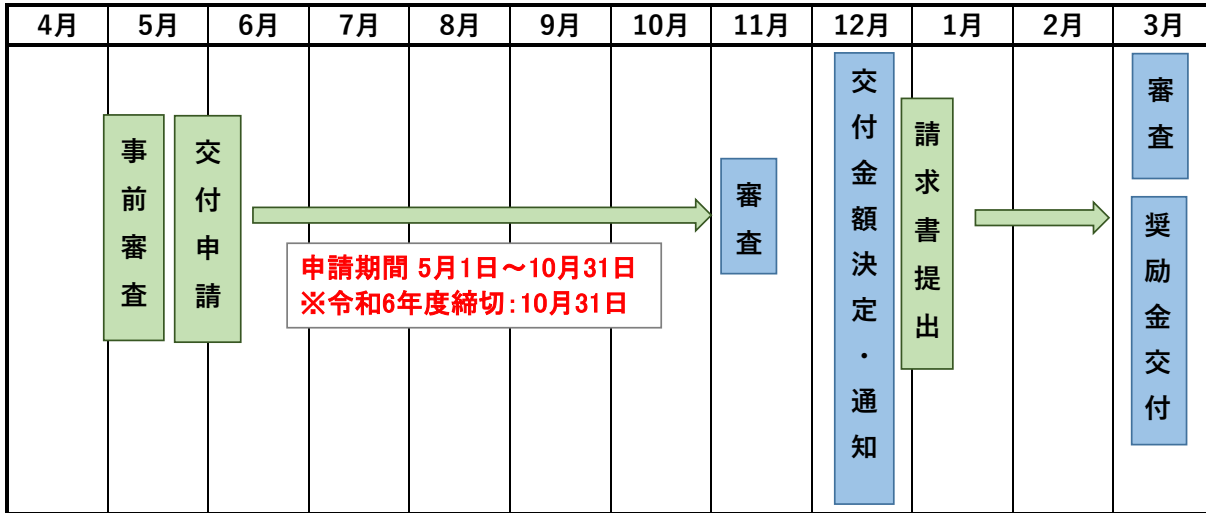 4月 5月 6月 7月 8月 9月 10月 11月 12月 1月 2月 3月
事前審査
交付申請
申請期間 5月1日～10月31日
※令和6年度締切：10月31日
審査
交付金額決定・通知
請求書提出
審査
奨励金交付